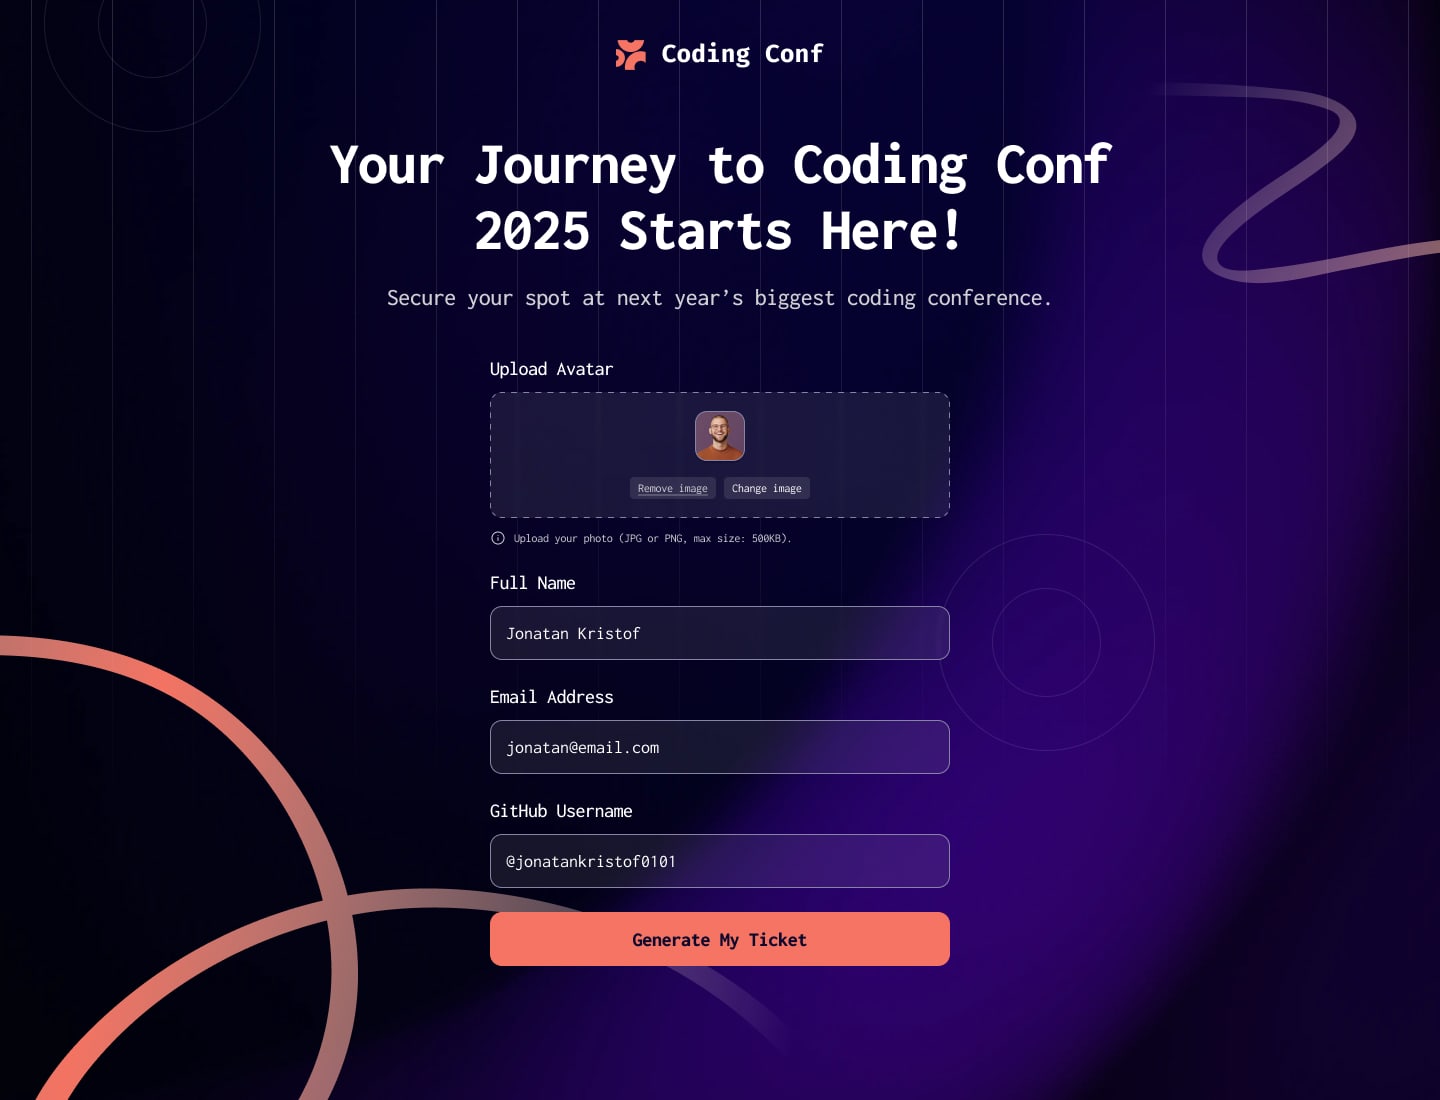 Coding Conf
Your Journey to Coding Conf
2025 Starts Here!
Secure your spot at next year’s biggest coding conference.
Upload Avatar
Remove image
Change image
Upload your photo (JPG or PNG, max size: 500KB).
Full Name
Jonatan Kristof
Email Address
jonatan@email.com
GitHub Username
@jonatankristof0101
Generate My Ticket